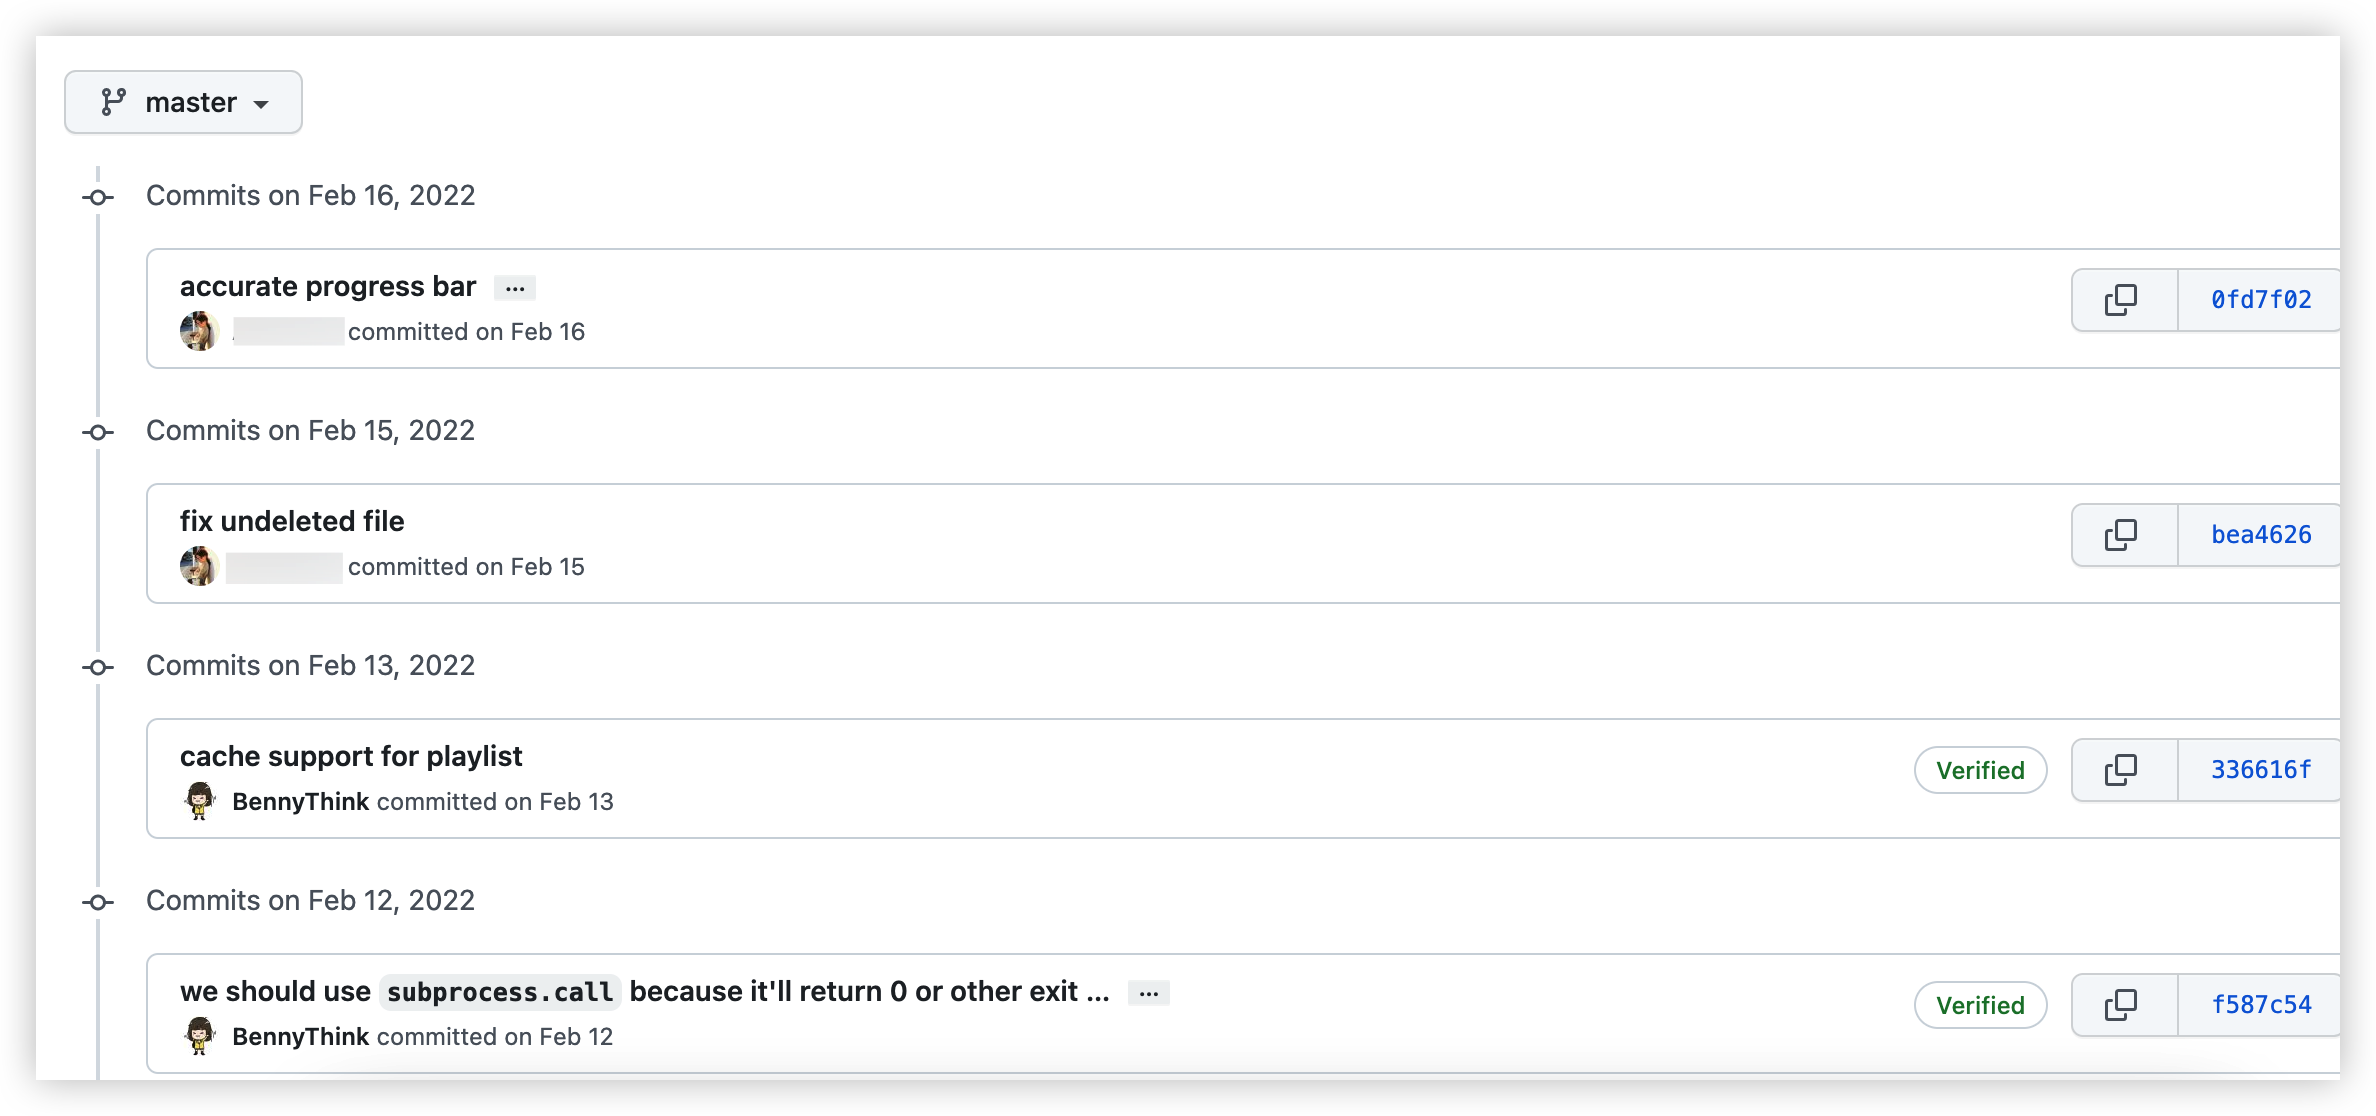 master
Commits on Feb 16, 2022
accurate progress bar ...
committed on Feb 16
0fd7f02
Commits on Feb 15, 2022
fix undeleted file
committed on Feb 15
bea4626
Commits on Feb 13, 2022
cache support for playlist
BennyThink committed on Feb 13
Verified
336616f
Commits on Feb 12, 2022
we should use subprocess.call because it'll return 0 or other exit ... ...
BennyThink committed on Feb 12
Verified
f587c54